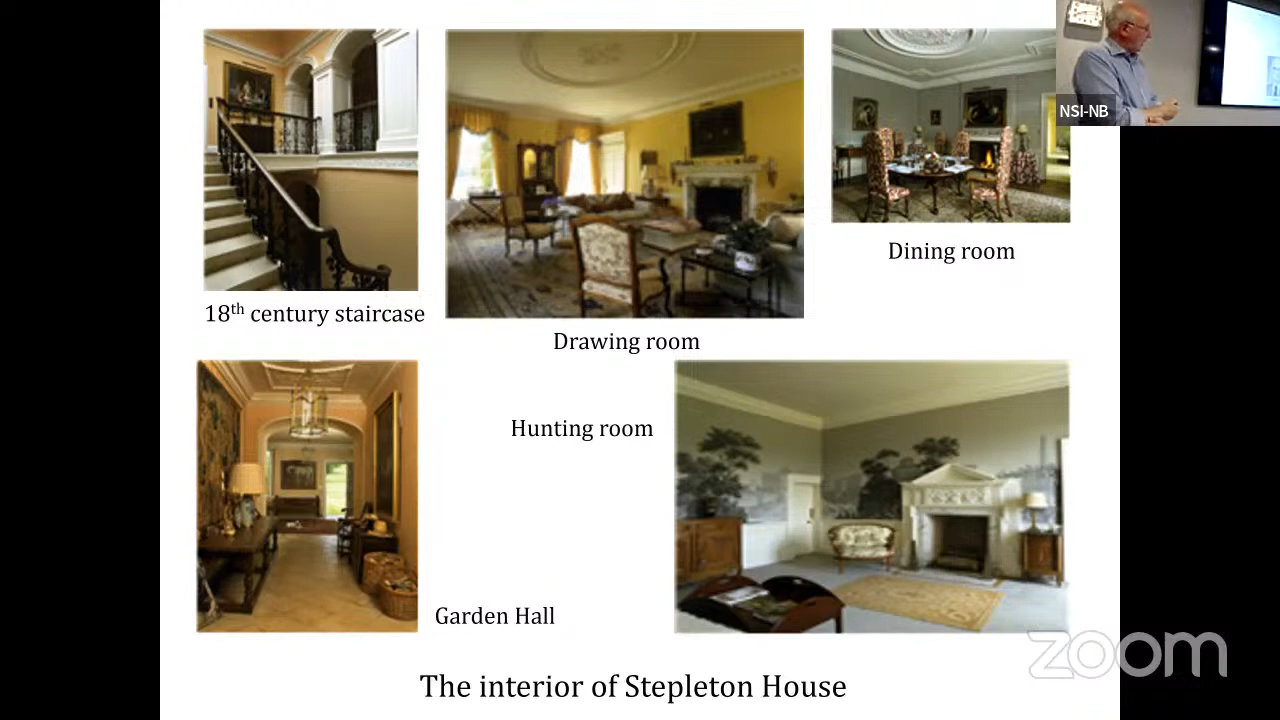 NSI-NB
Dining room
18th century staircase
Drawing room
Hunting room
Garden Hall
zoom
The interior of Stepleton House